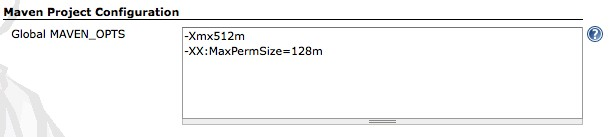 Maven Project Configuration
Global MAVEN_OPTS
-Xmx512m
-XX:MaxPermSize=128m
?